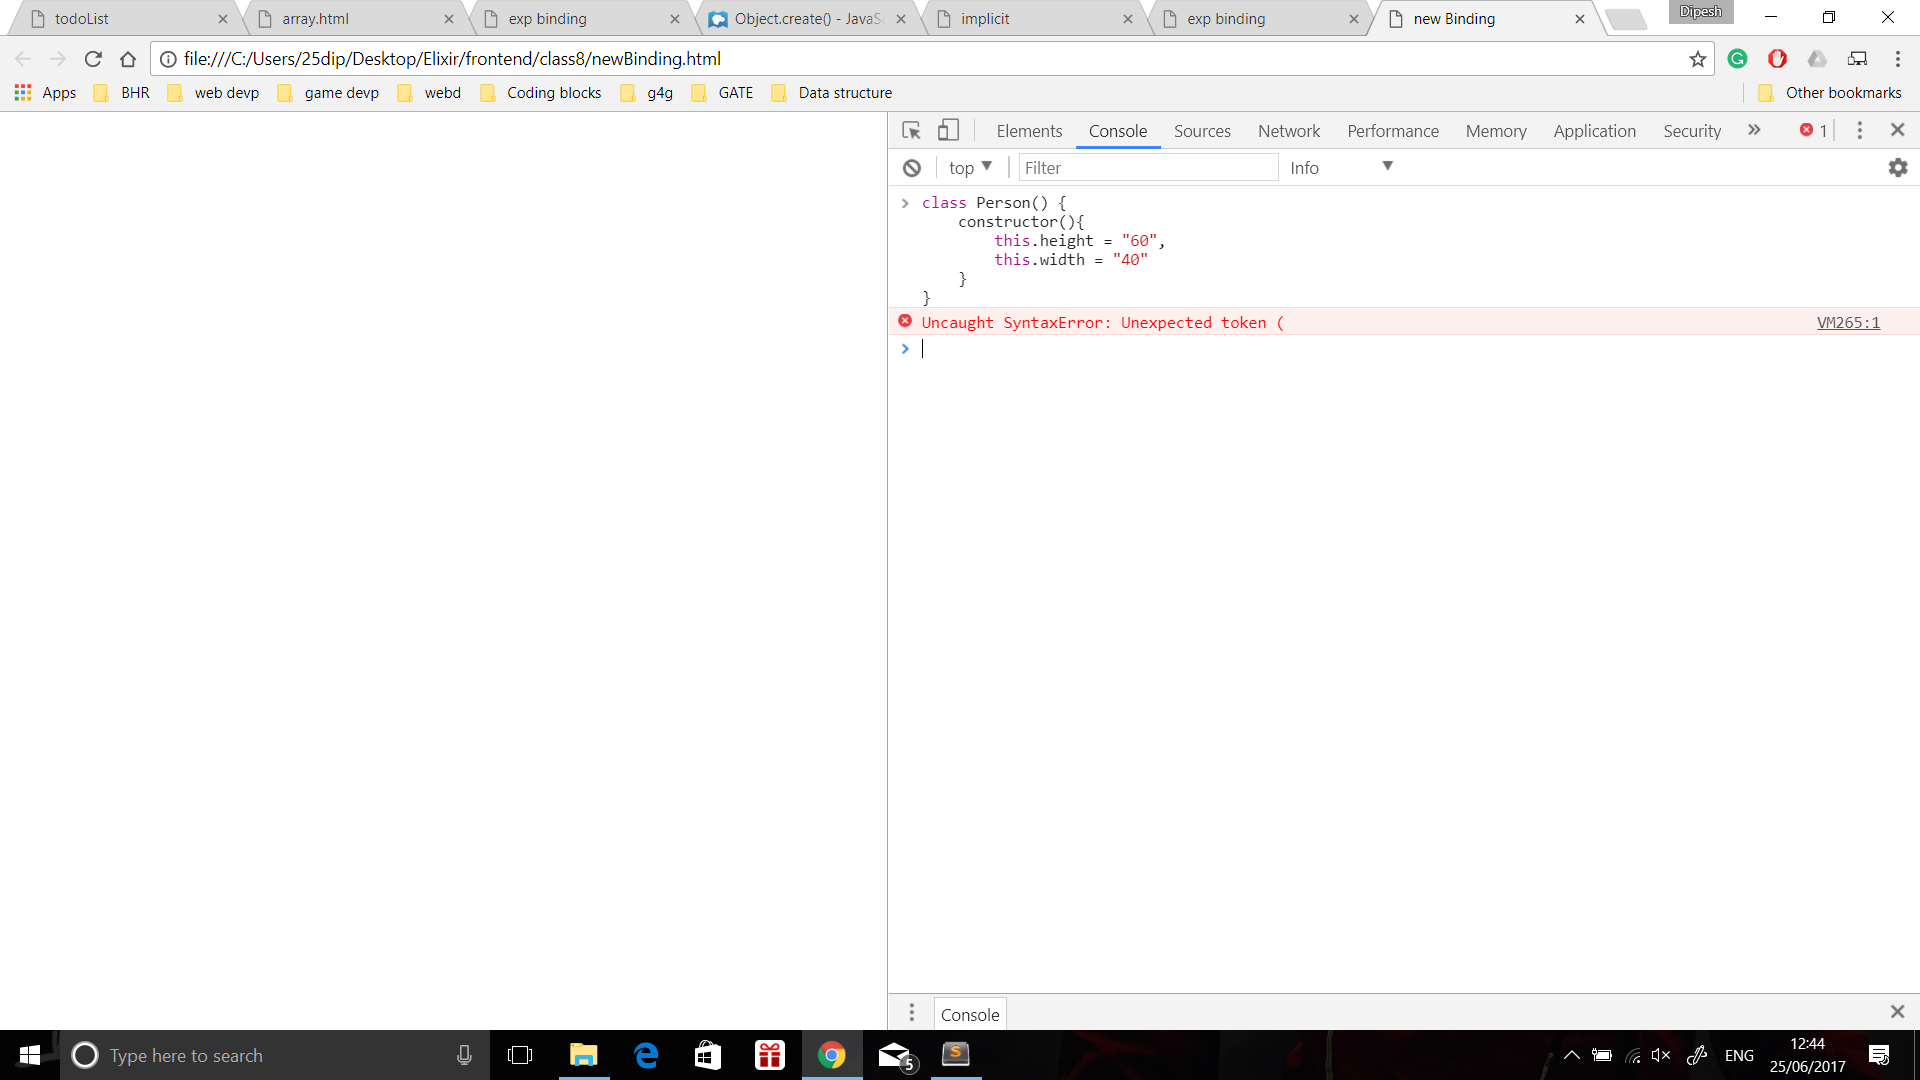 todoList
array.html
exp binding
Object.create() - JavaSc
implicit
exp binding
new Binding
Dipesh
file:///C:/Users/25dip/Desktop/Elixir/frontend/class8/newBinding.html
Apps
BHR
web devp
game devp
webd
Coding blocks
g4g
GATE
Data structure
Other bookmarks
Elements
Console
Sources
Network
Performance
Memory
Application
Security
1
top
Filter
Info
class Person() {
constructor(){
this.height = "60",
this.width = "40"
}
}
Uncaught SyntaxError: Unexpected token (
VM265:1
Console
Type here to search
5
ENG
12:44
25/06/2017